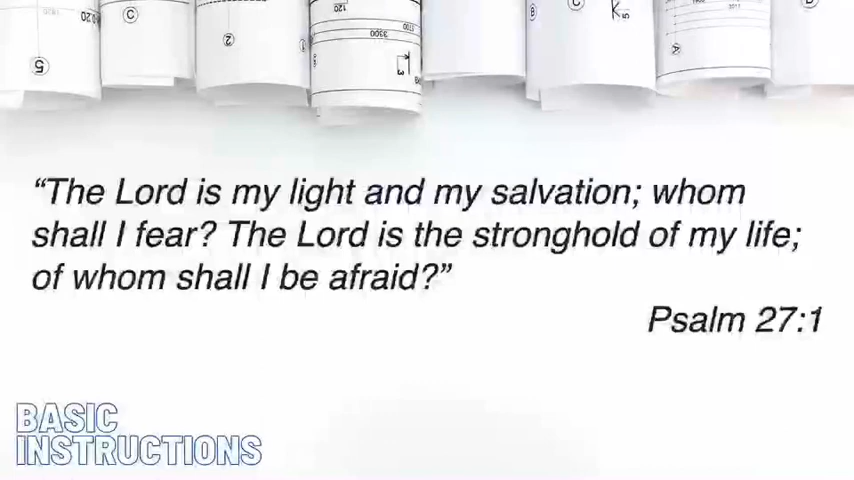 “The Lord is my light and my salvation; whom
shall I fear? The Lord is the stronghold of my life;
of whom shall I be afraid?”
Psalm 27:1
BASIC
INSTRUCTIONS